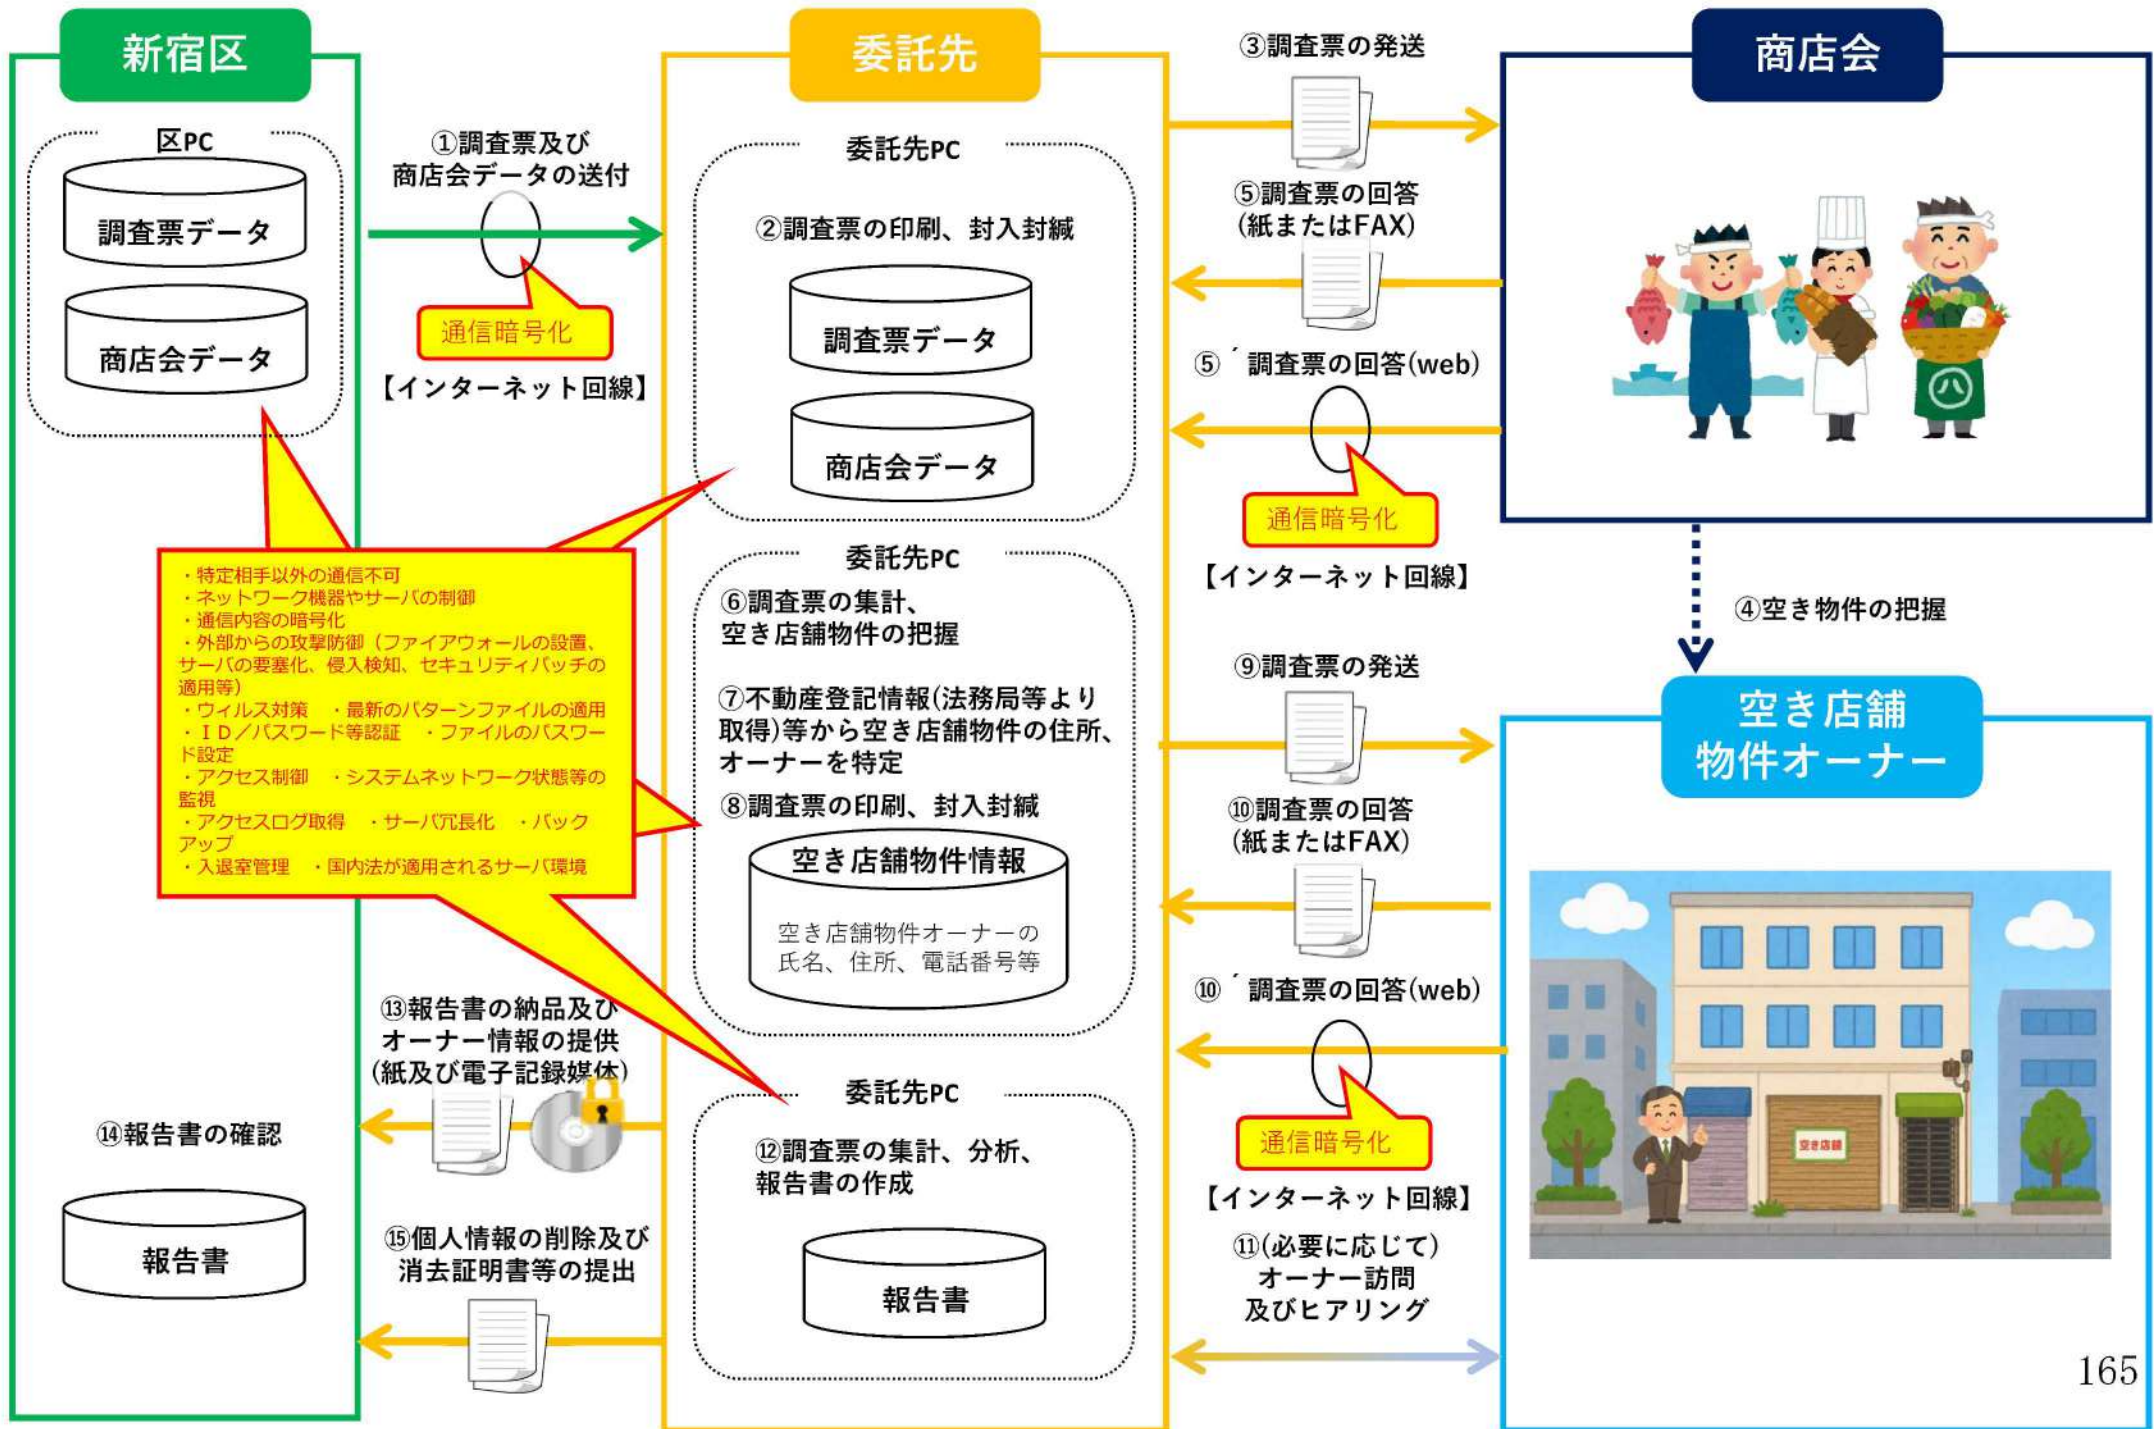 新宿区
区PC
調査票データ
商店会データ
①調査票及び
商店会データの送付
通信暗号化
【インターネット回線】
委託先
委託先PC
②調査票の印刷、封入封緘
調査票データ
商店会データ
③調査票の発送
⑤調査票の回答
(紙またはFAX)
⑤´調査票の回答(web)
通信暗号化
【インターネット回線】
商店会
八
④空き物件の把握
・特定相手以外の通信不可
・ネットワーク機器やサーバの制御
・通信内容の暗号化
・外部からの攻撃防御（ファイアウォールの設置、
サーバの要塞化、侵入検知、セキュリティパッチの
適用等）
・ウィルス対策　・最新のパターンファイルの適用
・ＩＤ／パスワード等認証　・ファイルのパスワー
ド設定
・アクセス制御　・システムネットワーク状態等の
監視
・アクセスログ取得　・サーバ冗長化　・バック
アップ
・入退室管理　・国内法が適用されるサーバ環境
委託先PC
⑥調査票の集計、
空き店舗物件の把握
⑦不動産登記情報(法務局等より
取得)等から空き店舗物件の住所、
オーナーを特定
⑧調査票の印刷、封入封緘
空き店舗物件情報
空き店舗物件オーナーの
氏名、住所、電話番号等
⑨調査票の発送
⑩調査票の回答
(紙またはFAX)
⑩´調査票の回答(web)
通信暗号化
【インターネット回線】
⑪(必要に応じて)
オーナー訪問
及びヒアリング
空き店舗
物件オーナー
空き店舗
委託先PC
⑫調査票の集計、分析、
報告書の作成
報告書
⑬報告書の納品及び
オーナー情報の提供
(紙及び電子記録媒体)
⑭報告書の確認
報告書
⑮個人情報の削除及び
消去証明書等の提出
165